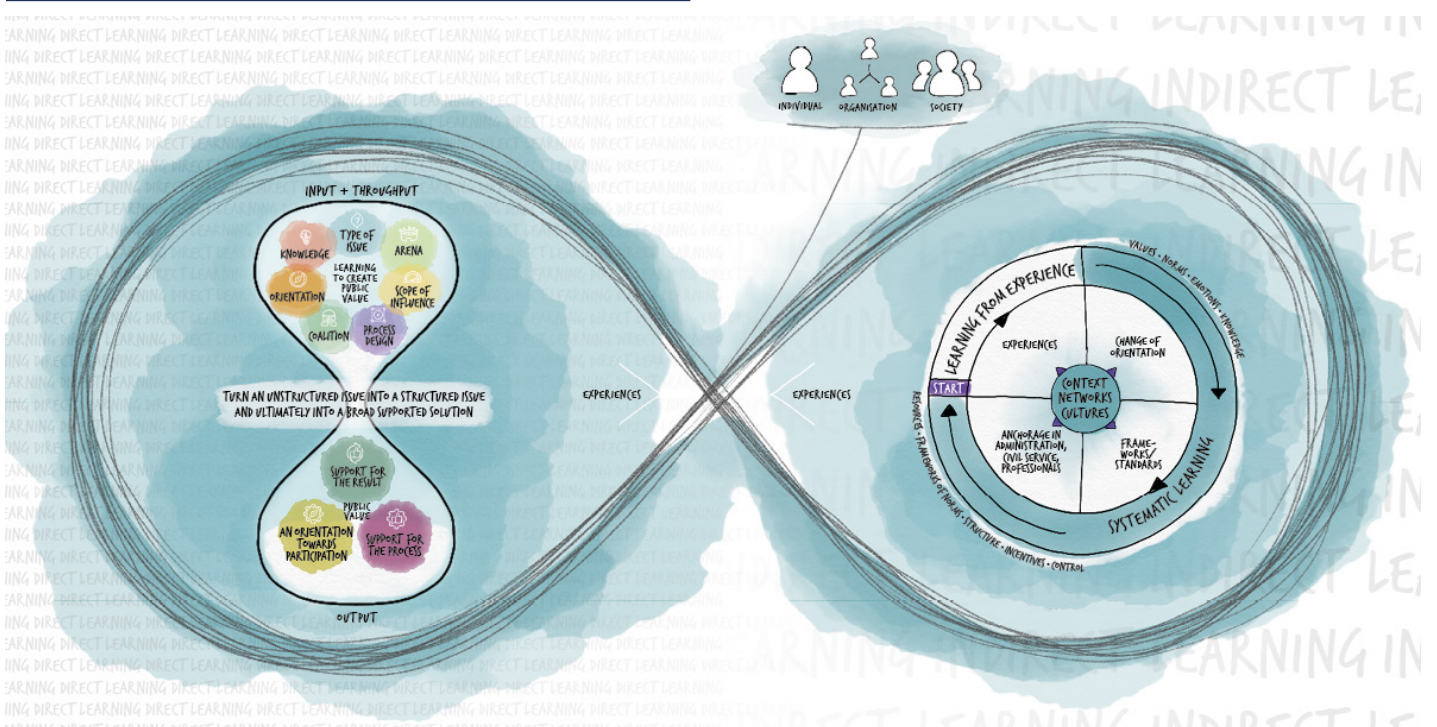 INDIVIDUAL
ORGANISATION
SOCIETY
INPUT + THROUGHPUT
KNOWLEDGE
TYPE OF
ISSUE
ARENA
LEARNING
TO CREATE
PUBLIC
VALUE
ORIENTATION
SCOPE OF
INFLUENCE
COALITION
PROCESS
DESIGN
TURN AN UNSTRUCTURED ISSUE INTO A STRUCTURED ISSUE
AND ULTIMATELY INTO A BROAD SUPPORTED SOLUTION
SUPPORT FOR
THE RESULT
PUBLIC
VALUE
AN ORIENTATION
TOWARDS
PARTICIPATION
SUPPORT FOR
THE PROCESS
OUTPUT
EXPERIENCES
EXPERIENCES
LEARNING FROM EXPERIENCE
VALUES • NORMS • EMOTIONS • KNOWLEDGE
EXPERIENCES
CHANGE OF
ORIENTATION
START
CONTEXT
NETWORKS
CULTURES
ANCHORAGE IN
ADMINISTRATION,
CIVIL SERVICE,
PROFESSIONALS
FRAME-
WORKS/
STANDARDS
SYSTEMATIC LEARNING
RESOURCES • FRAMEWORKS OF NORMS • STRUCTURE • INCENTIVES • CONTROL
DIRECT LEARNING
INDIRECT LEARNING